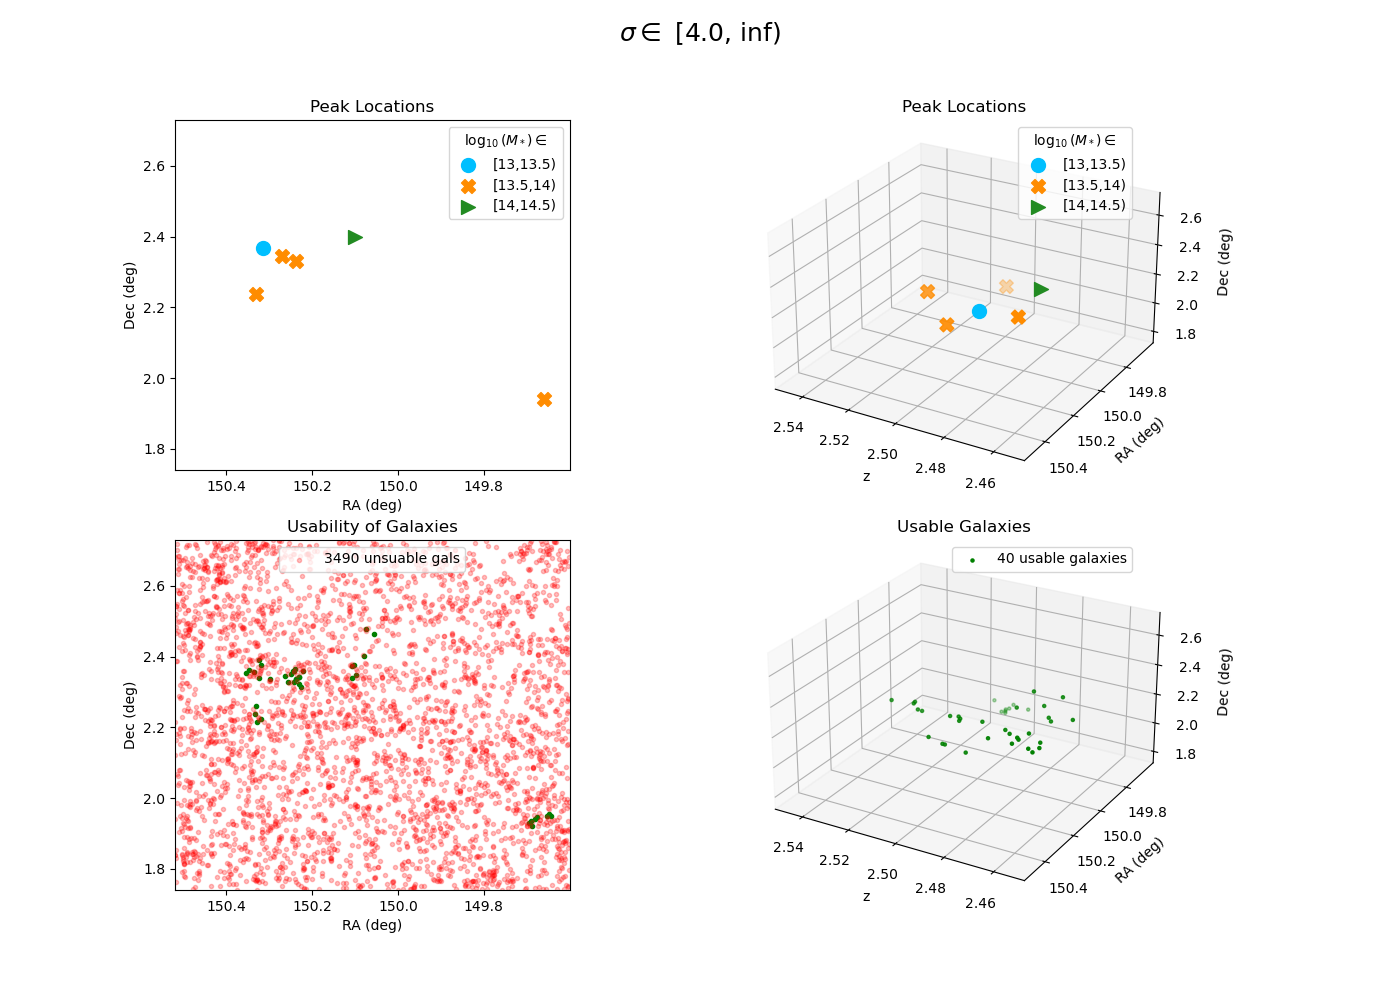 σ ∈ [4.0, inf)
Peak Locations
log₁₀(M*) ∈
[13,13.5)
[13.5,14)
[14,14.5)
2.6
2.4
2.2
2.0
1.8
Dec (deg)
150.4 150.2 150.0 149.8
RA (deg)
Peak Locations
log₁₀(M*) ∈
[13,13.5)
[13.5,14)
[14,14.5)
2.6
2.4
2.2
2.0
1.8
Dec (deg)
149.8
150.0
150.2
150.4
RA (deg)
2.54
2.52
2.50
2.48
2.46
z
Usability of Galaxies
3490 unsuable gals
2.6
2.4
2.2
2.0
1.8
Dec (deg)
150.4 150.2 150.0 149.8
RA (deg)
Usable Galaxies
40 usable galaxies
2.6
2.4
2.2
2.0
1.8
Dec (deg)
149.8
150.0
150.2
150.4
RA (deg)
2.54
2.52
2.50
2.48
2.46
z